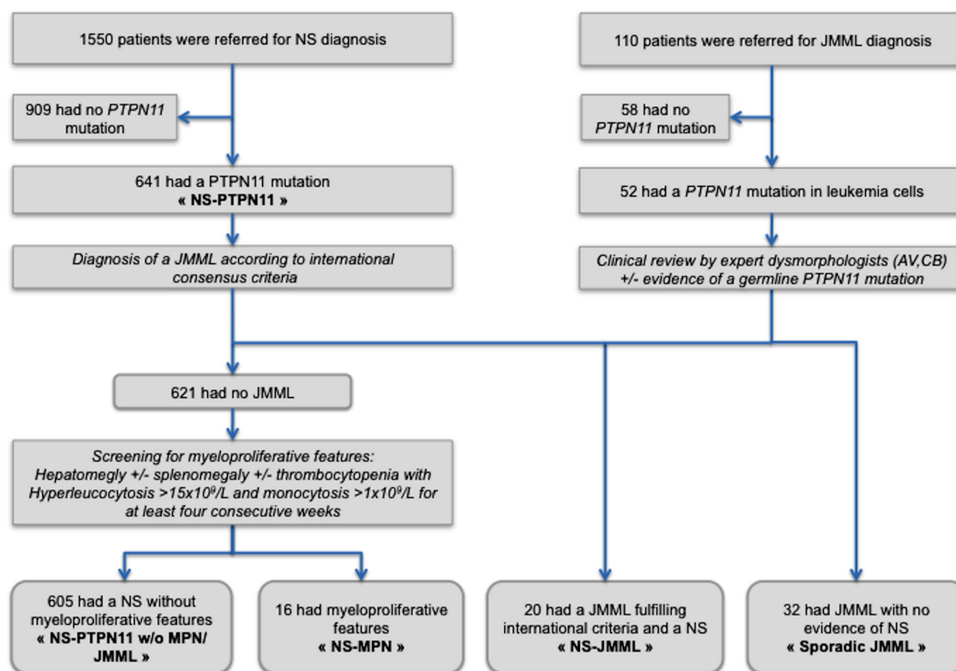 1550 patients were referred for NS diagnosis
110 patients were referred for JMML diagnosis
909 had no PTPN11
mutation
58 had no
PTPN11 mutation
641 had a PTPN11 mutation
« NS-PTPN11 »
52 had a PTPN11 mutation in leukemia cells
Diagnosis of a JMML according to international
consensus criteria
Clinical review by expert dysmorphologists (AV,CB)
+/- evidence of a germline PTPN11 mutation
621 had no JMML
Screening for myeloproliferative features:
Hepatomegly +/- splenomegaly +/- thrombocytopenia with
Hyperleucocytosis >15x10⁹/L and monocytosis >1x10⁹/L for
at least four consecutive weeks
605 had a NS without
myeloproliferative features
« NS-PTPN11 w/o MPN/
JMML »
16 had myeloproliferative
features
« NS-MPN »
20 had a JMML fulfilling
international criteria and a NS
« NS-JMML »
32 had JMML with no
evidence of NS
« Sporadic JMML »